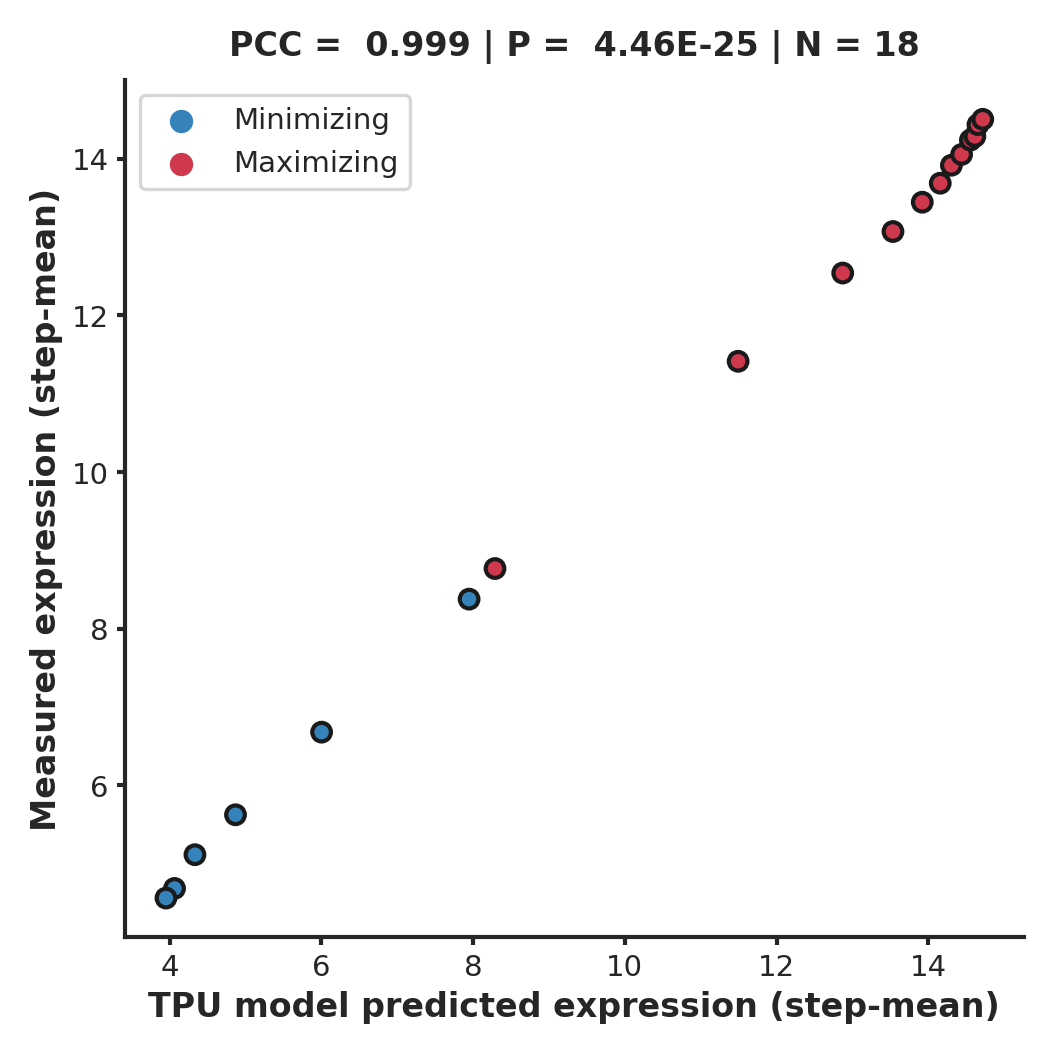 PCC =  0.999 | P =  4.46E-25 | N = 18
Minimizing
Maximizing
Measured expression (step-mean)
14
12
10
8
6
4 6 8 10 12 14
TPU model predicted expression (step-mean)